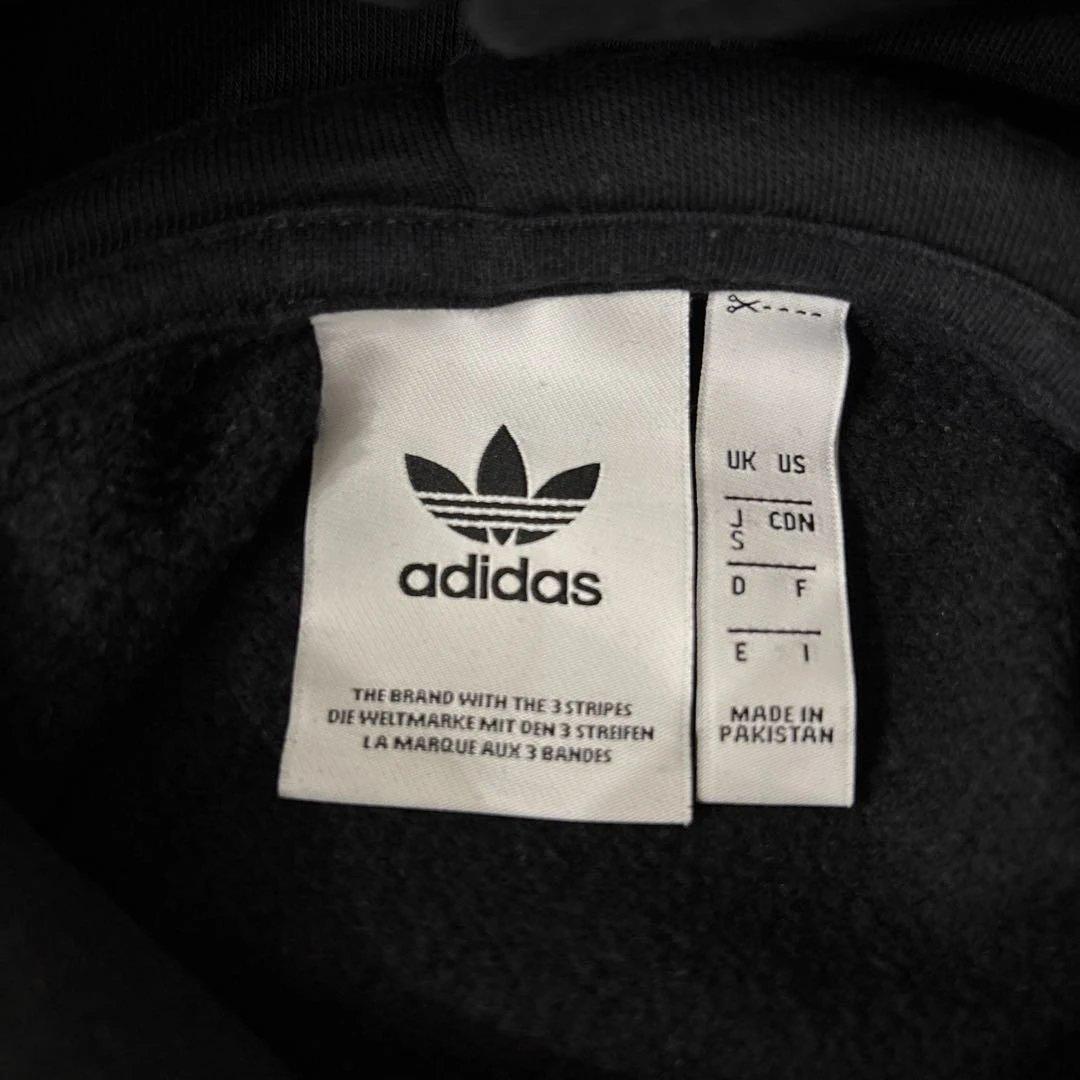 adidas
THE BRAND WITH THE 3 STRIPES
DIE WELTMARKE MIT DEN 3 STREIFEN
LA MARQUE AUX 3 BANDES
UK US
J CDN
S
D F
E I
MADE IN
PAKISTAN